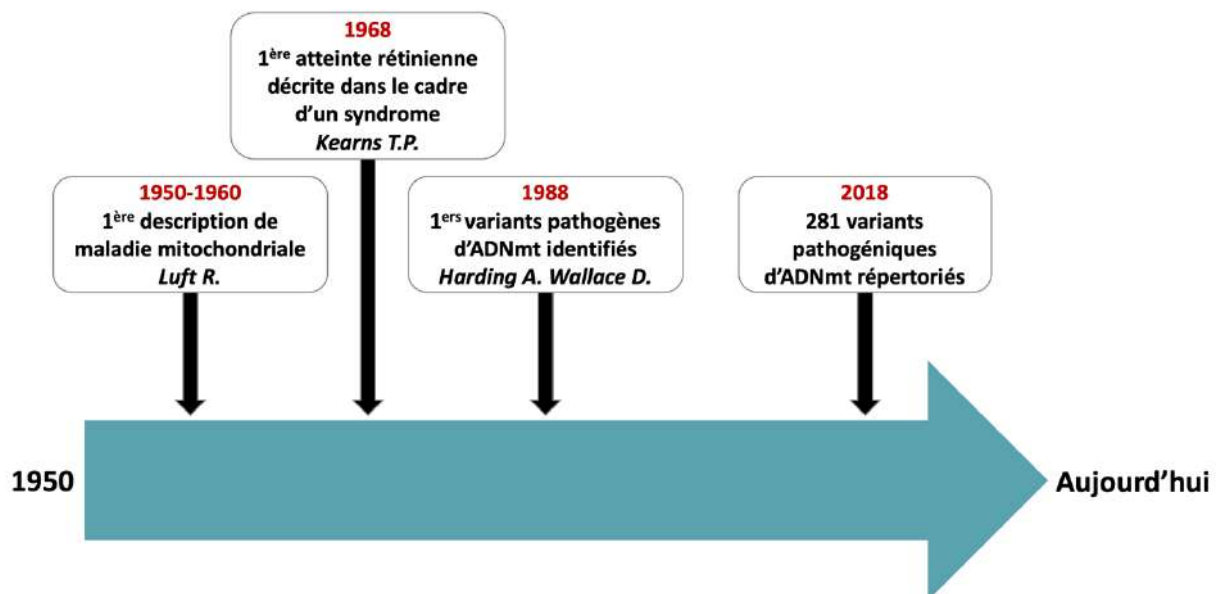 1968
1ère atteinte rétinienne
décrite dans le cadre
d'un syndrome
Kearns T.P.
1950-1960
1ère description de
maladie mitochondriale
Luft R.
1988
1ers variants pathogènes
d'ADNmt identifiés
Harding A. Wallace D.
2018
281 variants
pathogéniques
d'ADNmt répertoriés
1950
Aujourd'hui